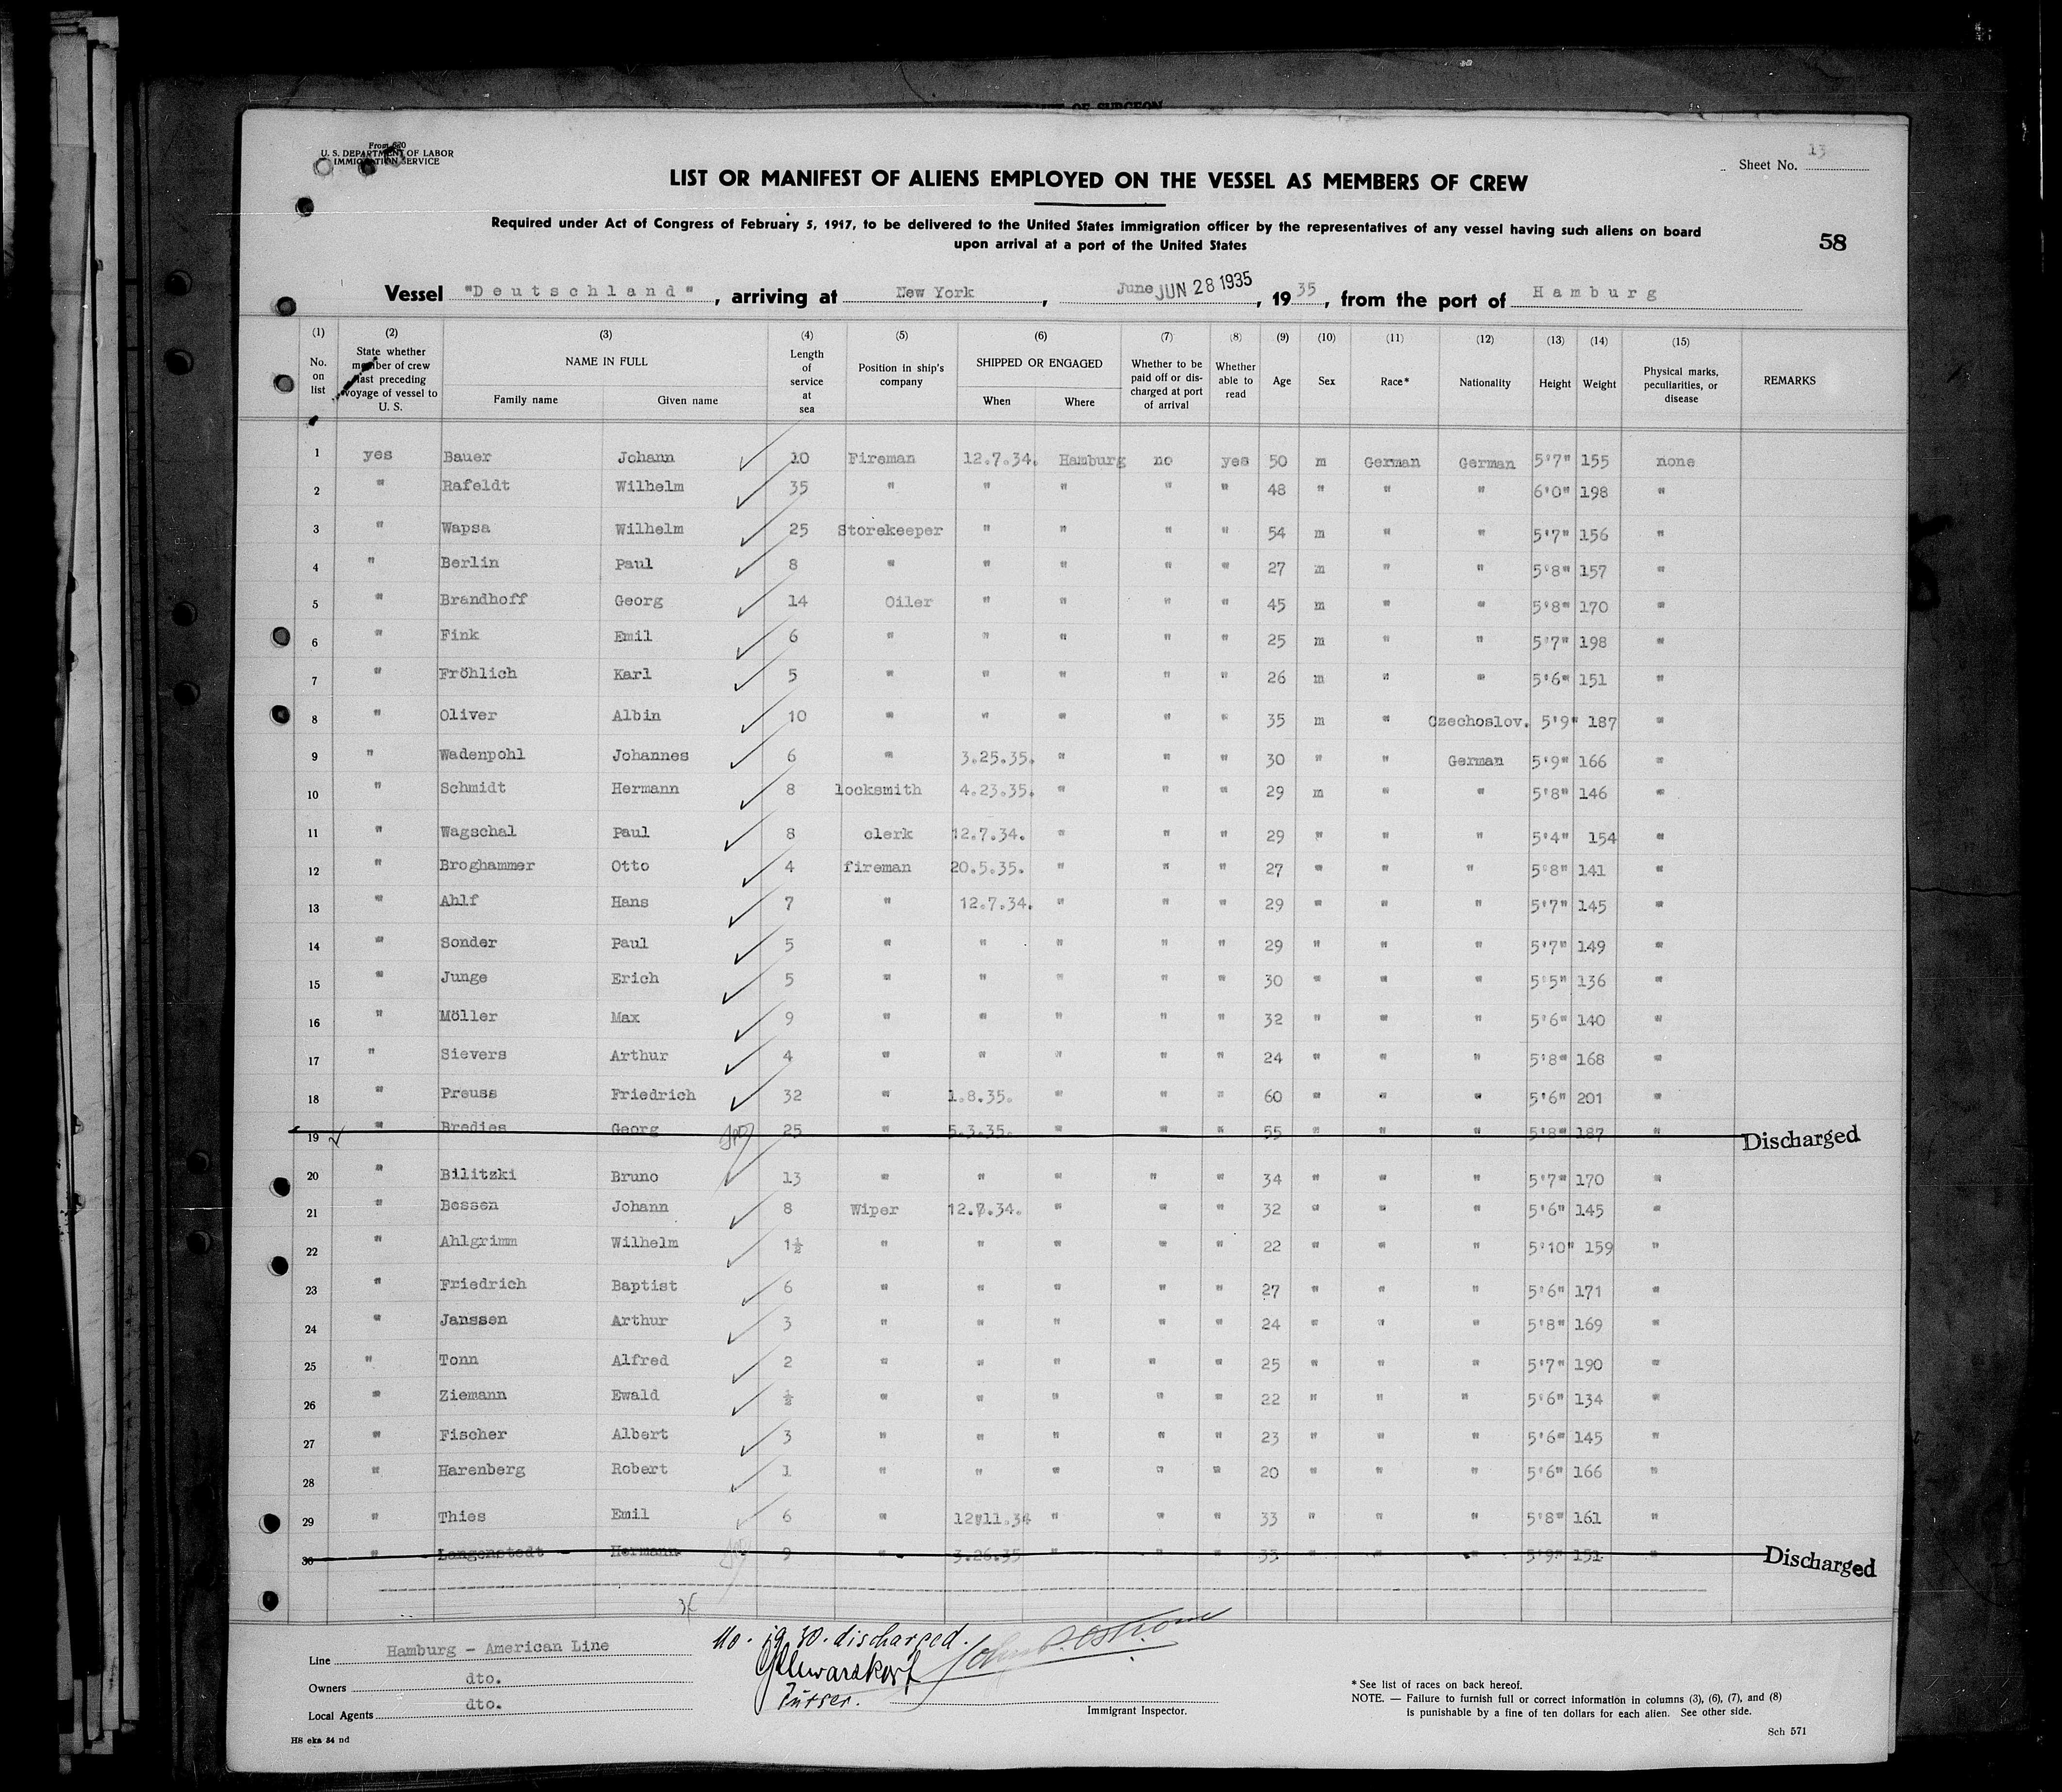 OF SURGEON
U. S. DEPARTMENT OF LABOR
IMMIGRATION SERVICE
Sheet No. 13
LIST OR MANIFEST OF ALIENS EMPLOYED ON THE VESSEL AS MEMBERS OF CREW
Required under Act of Congress of February 5, 1917, to be delivered to the United States immigration officer by the representatives of any vessel having such aliens on board
upon arrival at a port of the United States
58
Vessel "Deutschland", arriving at New York, June JUN 28 1935, 1935, from the port of Hamburg
(1) (2) (3) (4) (5) (6) (7) (8) (9) (10) (11) (12) (13) (14) (15)
No. on list State whether member of crew last preceding voyage of vessel to U. S. NAME IN FULL Family name Given name Length of service at sea Position in ship's company SHIPPED OR ENGAGED When Where Whether to be paid off or discharged at port of arrival Whether able to read Age Sex Race* Nationality Height Weight Physical marks, peculiarities, or disease REMARKS
1 yes Bauer Johann 10 Fireman 12.7.34. Hamburg no yes 50 m German German 5'7" 155 none
2 " Rafeldt Wilhelm 35 " " " " " 48 " " " 6'0" 198 "
3 " Wapsa Wilhelm 25 Storekeeper " " " " 54 m " " 5'7" 156 "
4 " Berlin Paul 8 " " " " " 27 m " " 5'8" 157 "
5 " Brandhoff Georg 14 Oiler " " " " 45 m " " 5'8" 170 "
6 " Fink Emil 6 " " " " " 25 m " " 5'7" 198 "
7 " Fröhlich Karl 5 " " " " " 26 m " " 5'6" 151 "
8 " Oliver Albin 10 " " " " " 35 m " Czechoslov. 5'9" 187 "
9 " Wadenpohl Johannes 6 " 3.25.35. " " " 30 " " German 5'9" 166 "
10 " Schmidt Hermann 8 locksmith 4.23.35. " " " 29 m " " 5'8" 146 "
11 " Wagschal Paul 8 clerk 12.7.34. " " " 29 " " " 5'4" 154 "
12 " Broghammer Otto 4 fireman 20.5.35. " " " 27 " " " 5'8" 141 "
13 " Ahlf Hans 7 " 12.7.34. " " " 29 " " " 5'7" 145 "
14 " Sonder Paul 5 " " " " " 29 " " " 5'7" 149 "
15 " Junge Erich 5 " " " " " 30 " " " 5'5" 136 "
16 " Möller Max 9 " " " " " 32 " " " 5'6" 140 "
17 " Sievers Arthur 4 " " " " " 24 " " " 5'8" 168 "
18 " Preuss Friedrich 32 " 1.8.35. " " " 60 " " " 5'6" 201 "
19 " Bredies Georg 25 " 5.3.35. " " " 55 " " " 5'8" 187 " Discharged
20 " Bilitzki Bruno 13 " " " " " 34 " " " 5'7" 170 "
21 " Bessen Johann 8 Wiper 12.7.34. " " " 32 " " " 5'6" 145 "
22 " Ahlgrimm Wilhelm 1½ " " " " " 22 " " " 5'10" 159 "
23 " Friedrich Baptist 6 " " " " " 27 " " " 5'6" 171 "
24 " Janssen Arthur 3 " " " " " 24 " " " 5'8" 169 "
25 " Tonn Alfred 2 " " " " " 25 " " " 5'7" 190 "
26 " Ziemann Ewald ½ " " " " " 22 " " " 5'6" 134 "
27 " Fischer Albert 3 " " " " " 23 " " " 5'6" 145 "
28 " Harenberg Robert 1 " " " " " 20 " " " 5'6" 166 "
29 " Thies Emil 6 " 12.11.34 " " " 33 " " " 5'8" 161 "
30 " Langenstedt Hermann 9 " 3.26.35 " " " 33 " " " 5'9" 151 " Discharged
No. 19 30. discharged.
Line Hamburg - American Line
Owners dto.
Local Agents dto.
Purser.
Immigrant Inspector.
* See list of races on back hereof.
NOTE. — Failure to furnish full or correct information in columns (3), (6), (7), and (8)
is punishable by a fine of ten dollars for each alien. See other side.
HS eka 84 nd
Sch 571